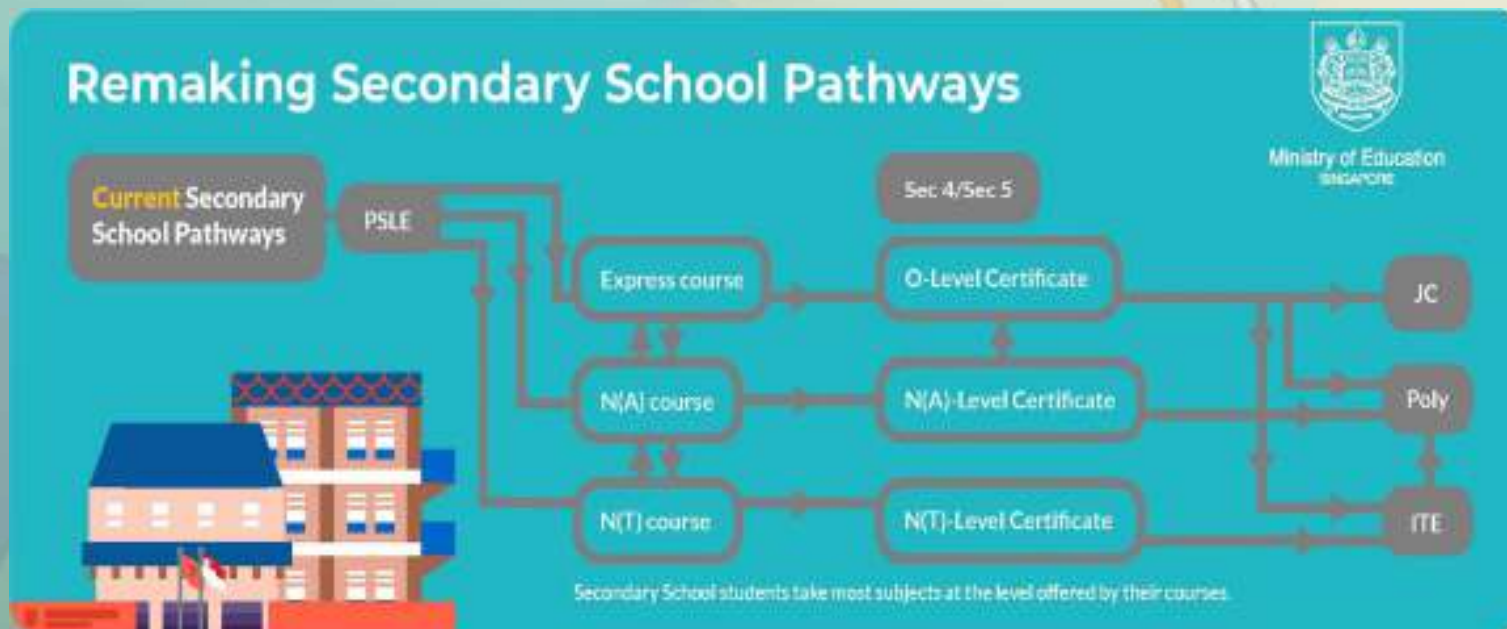 Remaking Secondary School Pathways
Ministry of Education
SINGAPORE
Current Secondary
School Pathways
PSLE
Sec 4/Sec 5
Express course
O-Level Certificate
JC
N(A) course
N(A)-Level Certificate
Poly
N(T) course
N(T)-Level Certificate
ITE
Secondary School students take most subjects at the level offered by their courses.